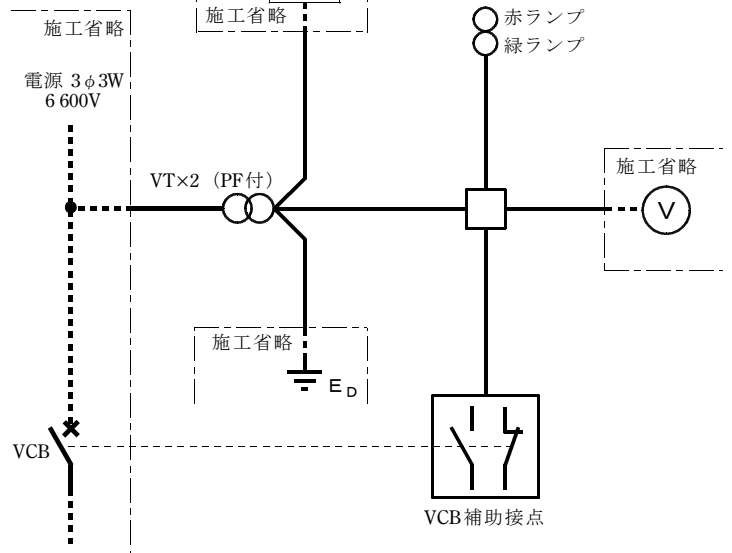 施工省略
赤ランプ
施工省略
緑ランプ
電源 3φ3W
6 600V
施工省略
VT×2（PF付）
V
施工省略
E D
VCB
VCB補助接点